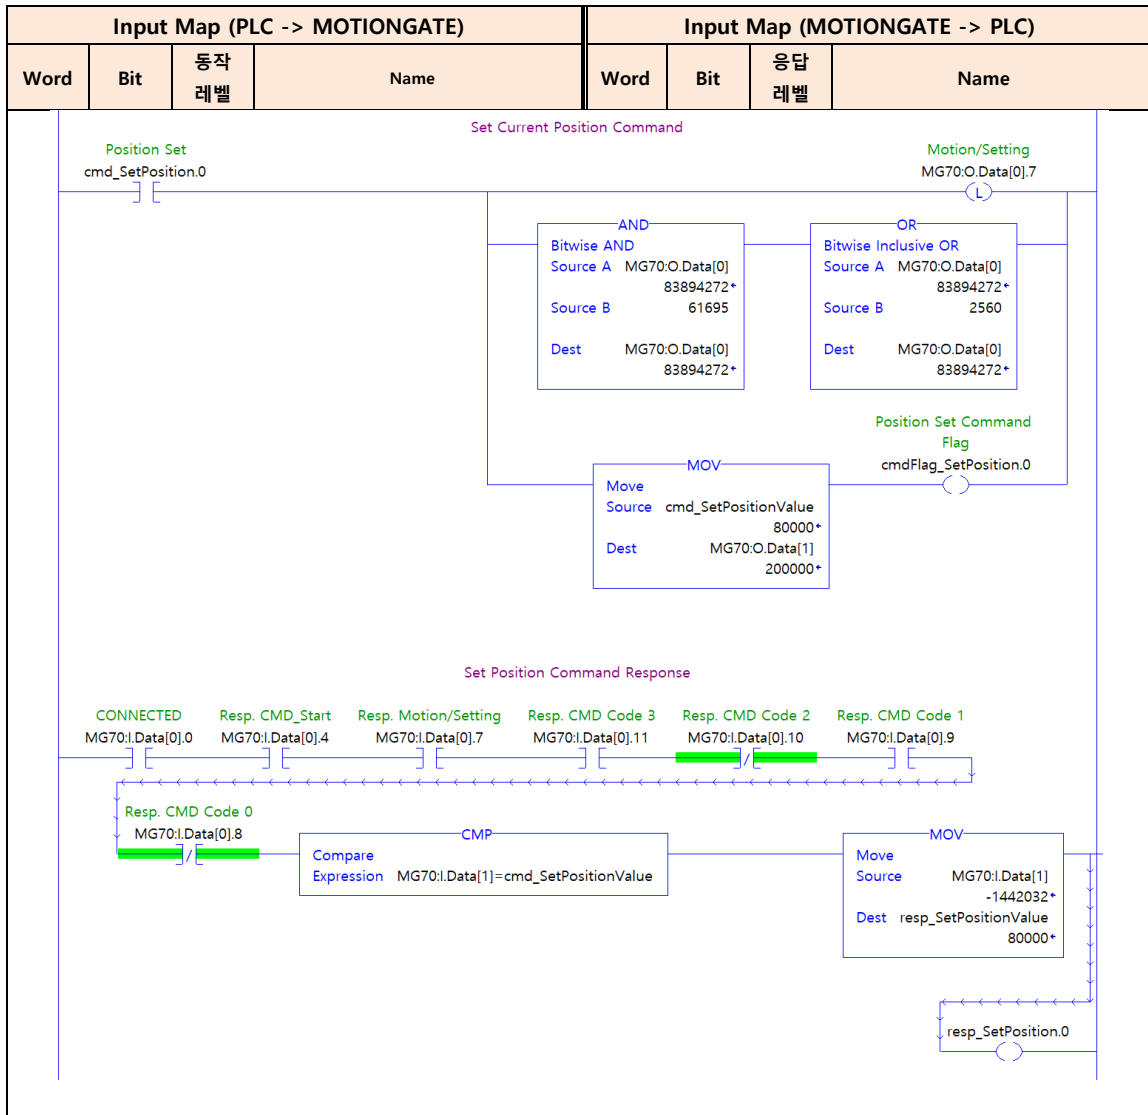 Input Map (PLC -> MOTIONGATE)
Input Map (MOTIONGATE -> PLC)
Word
Bit
동작
레벨
Name
Word
Bit
응답
레벨
Name
Set Current Position Command
Position Set
cmd_SetPosition.0
Motion/Setting
MG70:O.Data[0].7
L
AND
Bitwise AND
Source A MG70:O.Data[0]
83894272
Source B 61695
Dest MG70:O.Data[0]
83894272
OR
Bitwise Inclusive OR
Source A MG70:O.Data[0]
83894272
Source B 2560
Dest MG70:O.Data[0]
83894272
Position Set Command
Flag
cmdFlag_SetPosition.0
MOV
Move
Source cmd_SetPositionValue
80000
Dest MG70:O.Data[1]
200000
Set Position Command Response
CONNECTED
MG70:I.Data[0].0
Resp. CMD_Start
MG70:I.Data[0].4
Resp. Motion/Setting
MG70:I.Data[0].7
Resp. CMD Code 3
MG70:I.Data[0].11
Resp. CMD Code 2
MG70:I.Data[0].10
Resp. CMD Code 1
MG70:I.Data[0].9
Resp. CMD Code 0
MG70:I.Data[0].8
CMP
Compare
Expression MG70:I.Data[1]=cmd_SetPositionValue
MOV
Move
Source MG70:I.Data[1]
-1442032
Dest resp_SetPositionValue
80000
resp_SetPosition.0